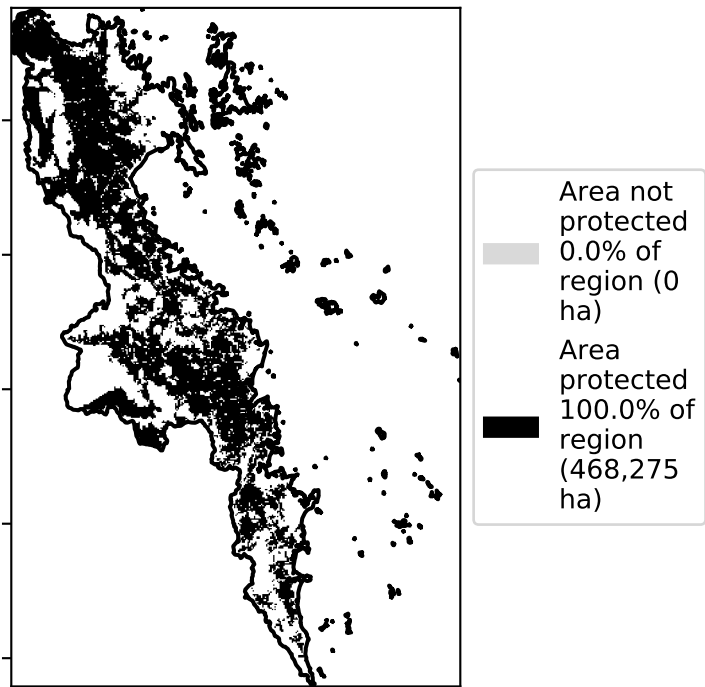 Area not
protected
0.0% of
region (0
ha)
Area
protected
100.0% of
region
(468,275
ha)